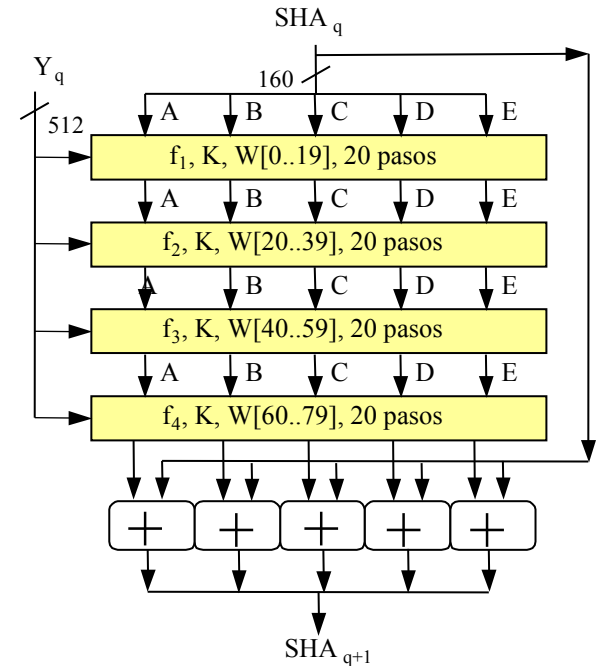 SHA q
Y q
160
512
A B C D E
f1, K, W[0..19], 20 pasos
A B C D E
f2, K, W[20..39], 20 pasos
A B C D E
f3, K, W[40..59], 20 pasos
A B C D E
f4, K, W[60..79], 20 pasos
+ + + + +
SHA q+1